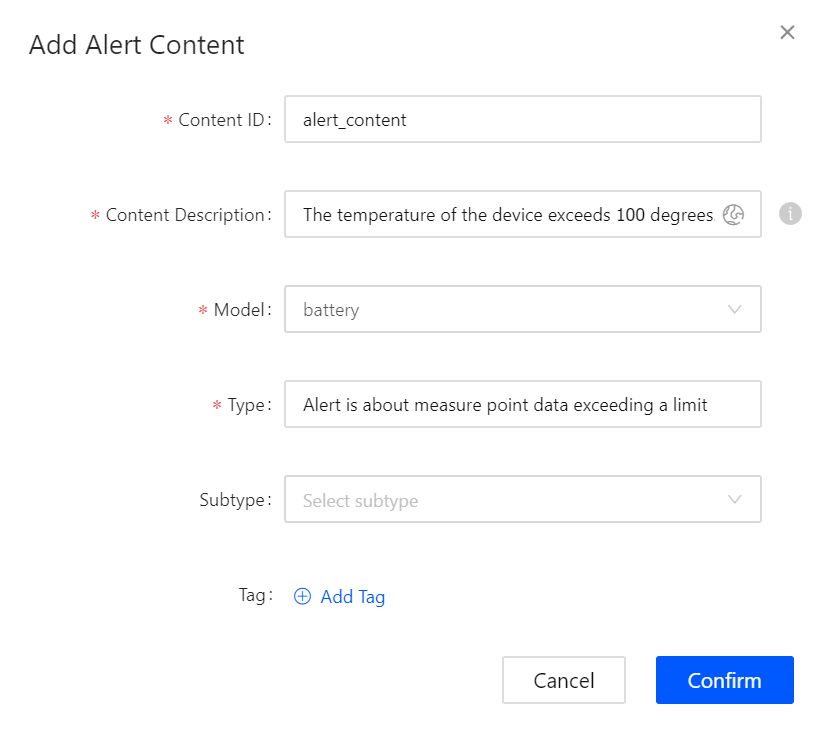 Add Alert Content
* Content ID: alert_content
* Content Description: The temperature of the device exceeds 100 degrees.
* Model: battery
* Type: Alert is about measure point data exceeding a limit
Subtype: Select subtype
Tag: Add Tag
Cancel Confirm